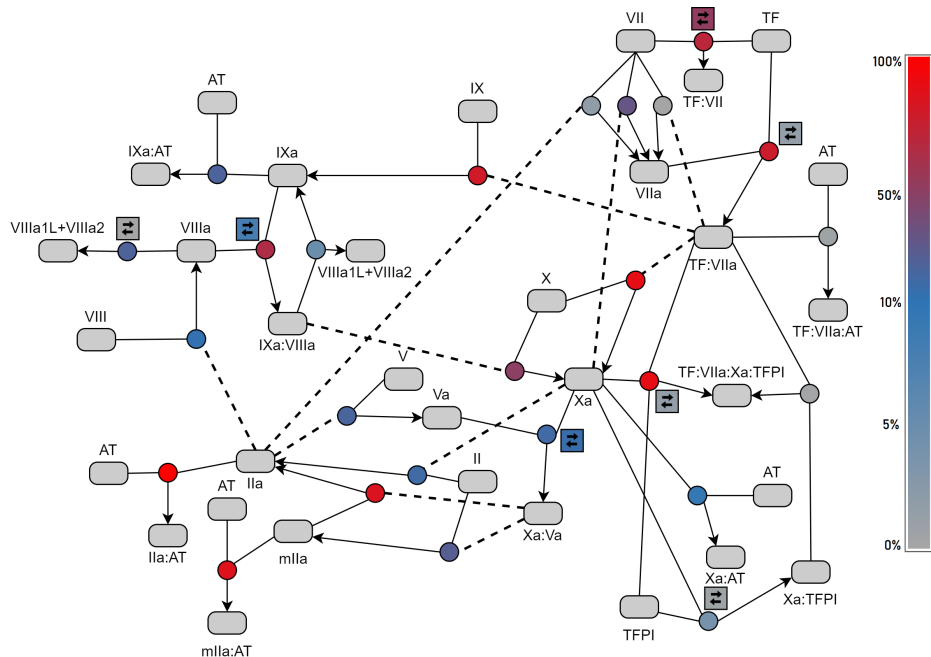 VII
TF
100%
AT
IX
TF:VII
AT
IXa:AT
IXa
VIIa
50%
VIIIa1L+VIIIa2
VIIIa
VIIIa1L+VIIIa2
TF:VIIa
X
10%
VIII
IXa:VIIIa
TF:VIIa:AT
V
TF:VIIa:Xa:TFPI
Va
Xa
5%
AT
IIa
II
AT
AT
IIa:AT
mIIa
Xa:Va
0%
Xa:AT
Xa:TFPI
TFPI
mIIa:AT